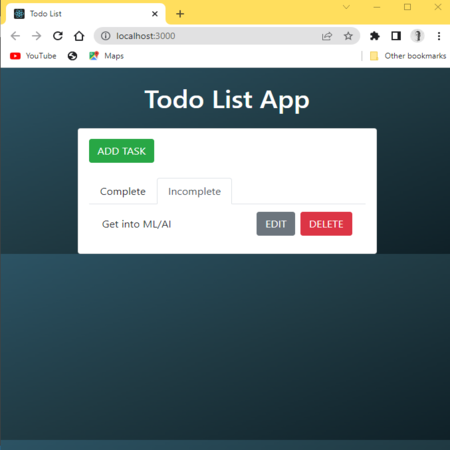 Todo List
localhost:3000
YouTube Maps Other bookmarks
Todo List App
ADD TASK
Complete Incomplete
Get into ML/AI EDIT DELETE